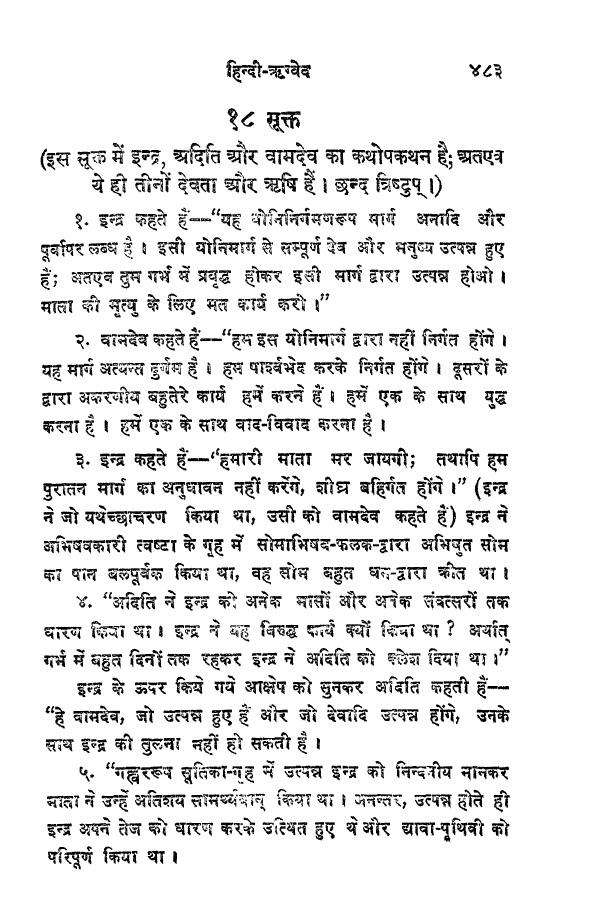 हिन्दी-ऋग्वेद ४८३
१८ सूक्त
(इस सूक्त में इन्द्र, अदिति और वामदेव का कथोपकथन है; अतएव
ये ही तीनों देवता और ऋषि हैं। छन्द त्रिष्टुप्।)
१. इन्द्र कहते हैं--"यह योनिनिर्गमणरूप मार्ग अनादि और
पूर्वापर लब्ध है। इसी योनिमार्ग से सम्पूर्ण देव और मनुष्य उत्पन्न हुए
हैं; अतएव तुम गर्भ में प्रवृद्ध होकर इसी मार्ग द्वारा उत्पन्न होओ।
माता की मृत्यु के लिए मत कार्य करो।"
२. वामदेव कहते हैं--"हम इस योनिमार्ग द्वारा नहीं निर्गत होंगे।
यह मार्ग अत्यन्त दुर्गम है। हम पार्श्वभेद करके निर्गत होंगे। दूसरों के
द्वारा अकरणीय बहुतेरे कार्य हमें करने हैं। हमें एक के साथ युद्ध
करना है। हमें एक के साथ वाद-विवाद करना है।
३. इन्द्र कहते हैं--"हमारी माता मर जायगी; तथापि हम
पुरातन मार्ग का अनुधावन नहीं करेंगे, शीघ्र बहिर्गत होंगे।" (इन्द्र
ने जो यथेच्छाचरण किया था, उसी को वामदेव कहते हैं) इन्द्र ने
अभिषवकारी त्वष्टा के गृह में सोमाभिषव-फलक-द्वारा अभिषुत सोम
का पान बलपूर्वक किया था, वह सोम बहुत धन-द्वारा क्रीत था।
४. "अदिति ने इन्द्र को अनेक मासों और अनेक संवत्सरों तक
धारण किया था। इन्द्र ने यह विरुद्ध कार्य क्यों किया था? अर्थात्
गर्भ में बहुत दिनों तक रहकर इन्द्र ने अदिति को क्लेश दिया था।"
इन्द्र के ऊपर किये गये आक्षेप को सुनकर अदिति कहती हैं--
"हे वामदेव, जो उत्पन्न हुए हैं और जो देवादि उत्पन्न होंगे, उनके
साथ इन्द्र की तुलना नहीं हो सकती है।
५. "गह्वररूप सूतिका-गृह में उत्पन्न इन्द्र को निन्दनीय मानकर
माता ने उन्हें अतिशय सामर्थ्यवान् किया था। अनन्तर, उत्पन्न होते ही
इन्द्र अपने तेज को धारण करके उत्थित हुए थे और द्यावा-पृथिवी को
परिपूर्ण किया था।